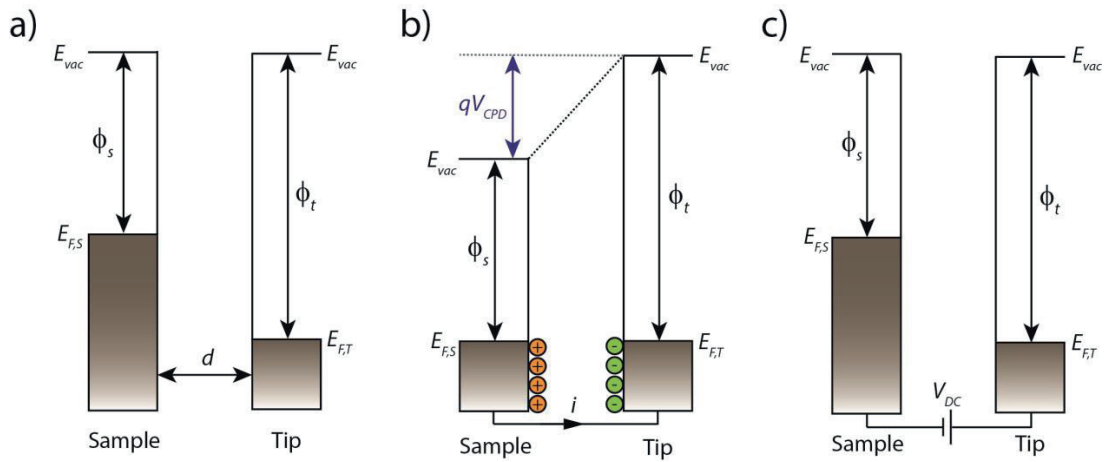 a)
E_vac
E_vac
ϕ_s
ϕ_t
E_F,S
E_F,T
d
Sample
Tip
b)
E_vac
qV_CPD
E_vac
ϕ_t
ϕ_s
E_F,S
E_F,T
+
+
+
+
-
-
-
-
i
Sample
Tip
c)
E_vac
E_vac
ϕ_s
ϕ_t
E_F,S
E_F,T
V_DC
Sample
Tip